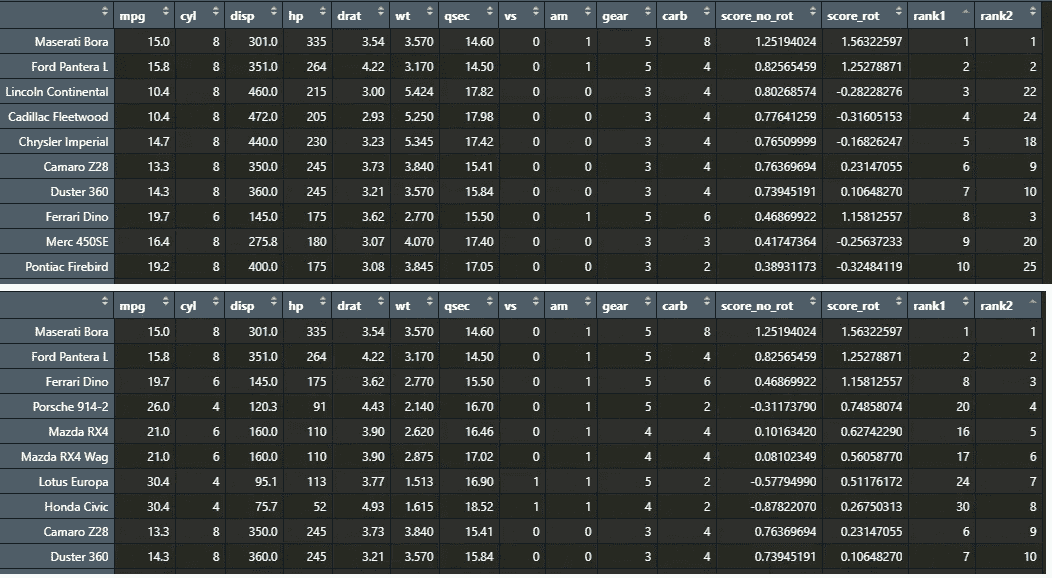 mpg cyl disp hp drat wt qsec vs am gear carb score_no_rot score_rot rank1 rank2
Maserati Bora 15.0 8 301.0 335 3.54 3.570 14.60 0 1 5 8 1.25194024 1.56322597 1 1
Ford Pantera L 15.8 8 351.0 264 4.22 3.170 14.50 0 1 5 4 0.82565459 1.25278871 2 2
Lincoln Continental 10.4 8 460.0 215 3.00 5.424 17.82 0 0 3 4 0.80268574 -0.28228276 3 22
Cadillac Fleetwood 10.4 8 472.0 205 2.93 5.250 17.98 0 0 3 4 0.77641259 -0.31605153 4 24
Chrysler Imperial 14.7 8 440.0 230 3.23 5.345 17.42 0 0 3 4 0.76509999 -0.16826247 5 18
Camaro Z28 13.3 8 350.0 245 3.73 3.840 15.41 0 0 3 4 0.76369694 0.23147055 6 9
Duster 360 14.3 8 360.0 245 3.21 3.570 15.84 0 0 3 4 0.73945191 0.10648270 7 10
Ferrari Dino 19.7 6 145.0 175 3.62 2.770 15.50 0 1 5 6 0.46869922 1.15812557 8 3
Merc 450SE 16.4 8 275.8 180 3.07 4.070 17.40 0 0 3 3 0.41747364 -0.25637233 9 20
Pontiac Firebird 19.2 8 400.0 175 3.08 3.845 17.05 0 0 3 2 0.38931173 -0.32484119 10 25
mpg cyl disp hp drat wt qsec vs am gear carb score_no_rot score_rot rank1 rank2
Maserati Bora 15.0 8 301.0 335 3.54 3.570 14.60 0 1 5 8 1.25194024 1.56322597 1 1
Ford Pantera L 15.8 8 351.0 264 4.22 3.170 14.50 0 1 5 4 0.82565459 1.25278871 2 2
Ferrari Dino 19.7 6 145.0 175 3.62 2.770 15.50 0 1 5 6 0.46869922 1.15812557 8 3
Porsche 914-2 26.0 4 120.3 91 4.43 2.140 16.70 0 1 5 2 -0.31173790 0.74858074 20 4
Mazda RX4 21.0 6 160.0 110 3.90 2.620 16.46 0 1 4 4 0.10163420 0.62742290 16 5
Mazda RX4 Wag 21.0 6 160.0 110 3.90 2.875 17.02 0 1 4 4 0.08102349 0.56058770 17 6
Lotus Europa 30.4 4 95.1 113 3.77 1.513 16.90 1 1 5 2 -0.57794990 0.51176172 24 7
Honda Civic 30.4 4 75.7 52 4.93 1.615 18.52 1 1 4 2 -0.87822070 0.26750313 30 8
Camaro Z28 13.3 8 350.0 245 3.73 3.840 15.41 0 0 3 4 0.76369694 0.23147055 6 9
Duster 360 14.3 8 360.0 245 3.21 3.570 15.84 0 0 3 4 0.73945191 0.10648270 7 10